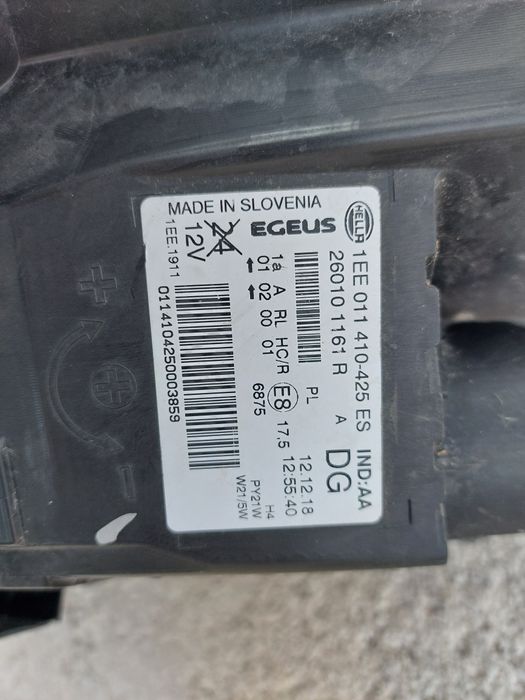 MADE IN SLOVENIA
HELLA
1EE 011 410-425 ES IND:AA
26010 1161 R A DG
EGEUS
PL 12.12.18
12:55:40
1a A RL HC/R E8 17,5
01 02 00 01 6875
H4
PY21W
W21/5W
24
12V
1EE.1911
0114104250003859
+ -